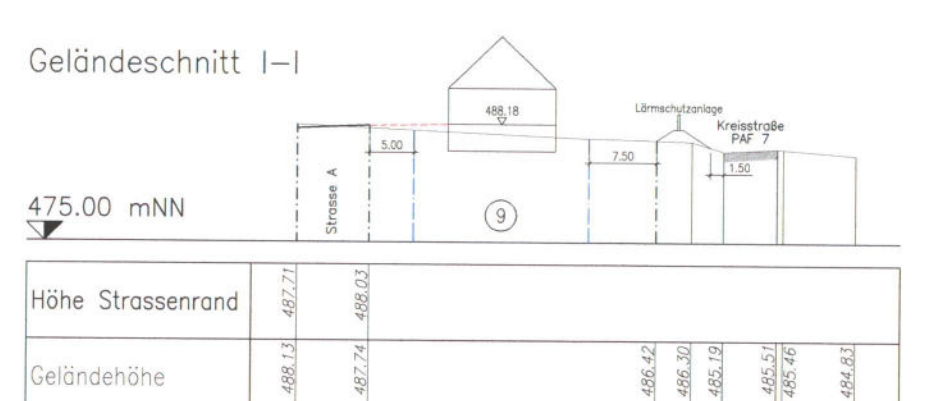 Geländeschnitt I-I
488.18
Lärmschutzanlage
Kreisstraße
PAF 7
5.00
7.50
1.50
Strasse A
9
475.00 mNN
Höhe Strassenrand
487.71
488.03
Geländehöhe
488.13
487.74
486.42
486.30
485.19
485.51
485.46
484.83